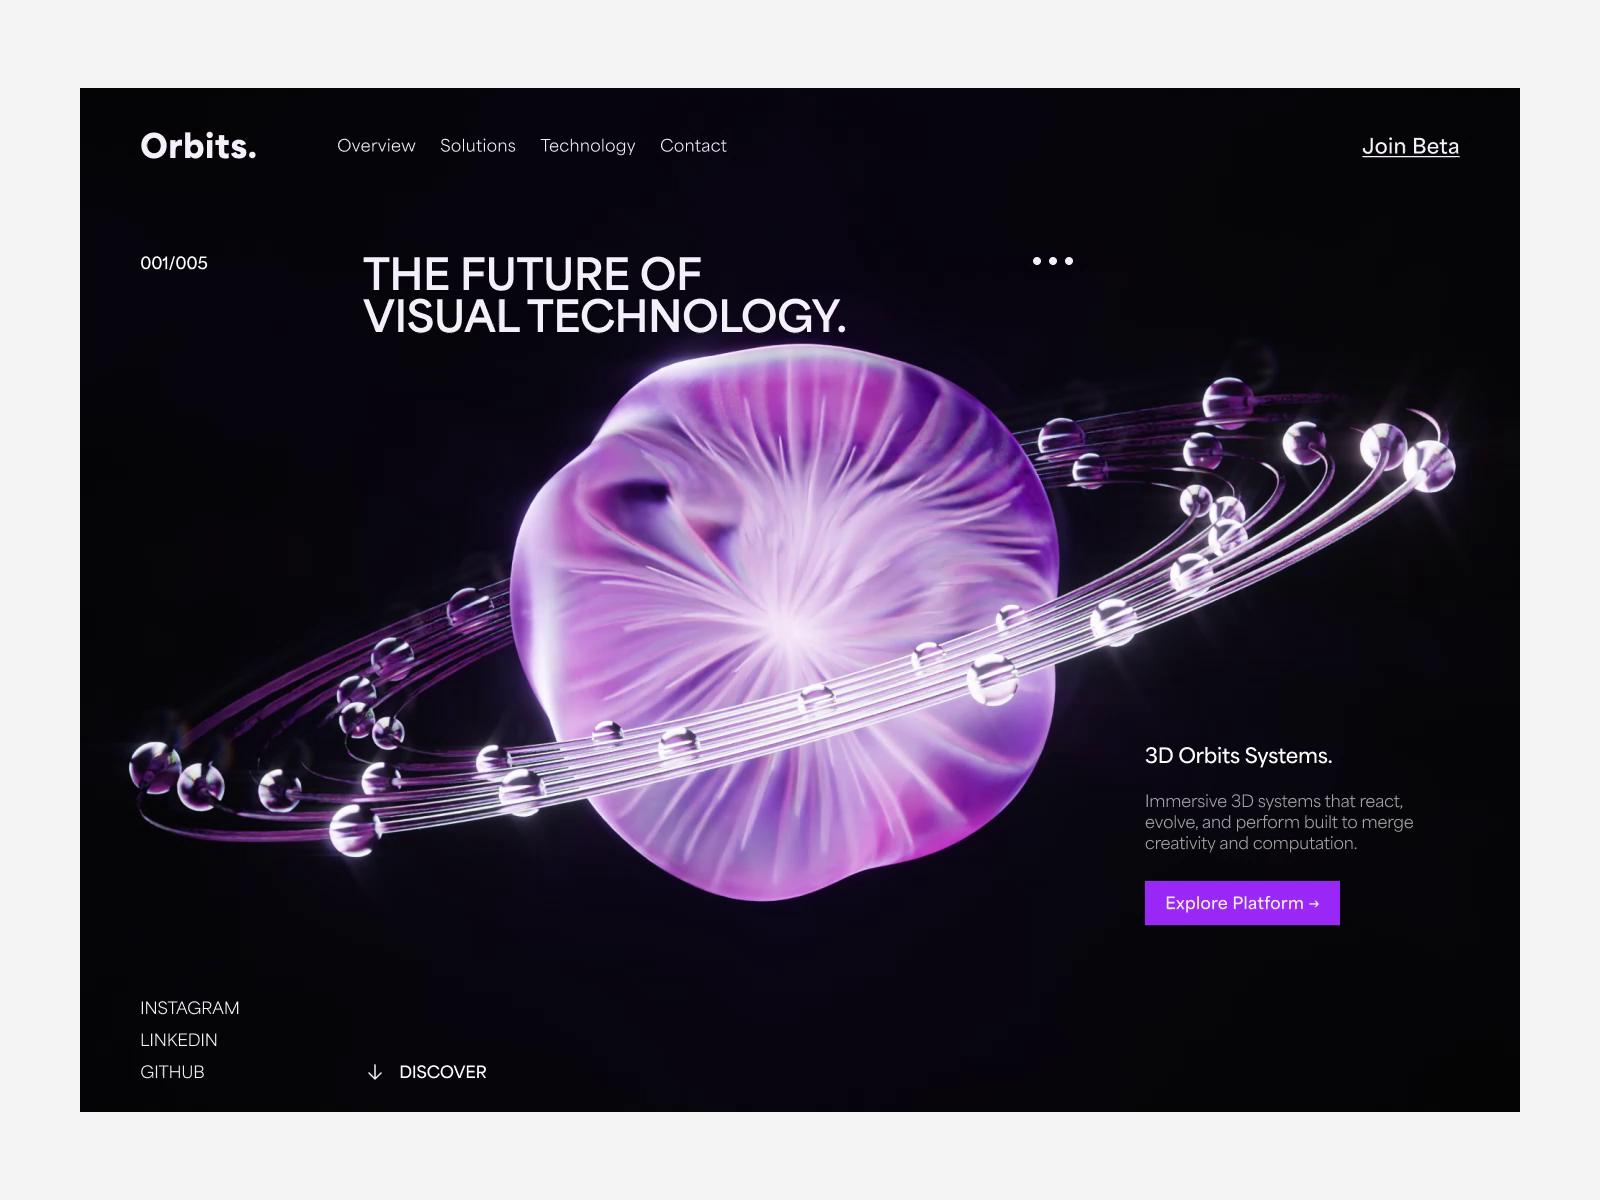 Orbits.
Overview Solutions Technology Contact
Join Beta
001/005
THE FUTURE OF
VISUAL TECHNOLOGY.
3D Orbits Systems.
Immersive 3D systems that react,
evolve, and perform built to merge
creativity and computation.
Explore Platform →
INSTAGRAM
LINKEDIN
GITHUB
↓ DISCOVER